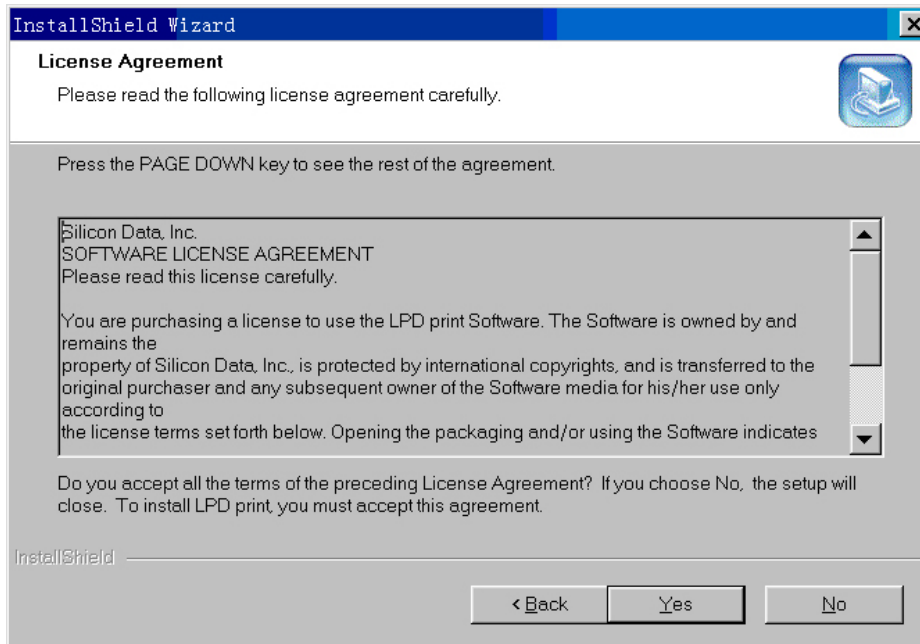 InstallShield Wizard
License Agreement
Please read the following license agreement carefully.
Press the PAGE DOWN key to see the rest of the agreement.
Silicon Data, Inc.
SOFTWARE LICENSE AGREEMENT
Please read this license carefully.
You are purchasing a license to use the LPD print Software. The Software is owned by and
remains the
property of Silicon Data, Inc., is protected by international copyrights, and is transferred to the
original purchaser and any subsequent owner of the Software media for his/her use only
according to
the license terms set forth below. Opening the packaging and/or using the Software indicates
Do you accept all the terms of the preceding License Agreement? If you choose No, the setup will
close. To install LPD print, you must accept this agreement.
InstallShield
< Back Yes No